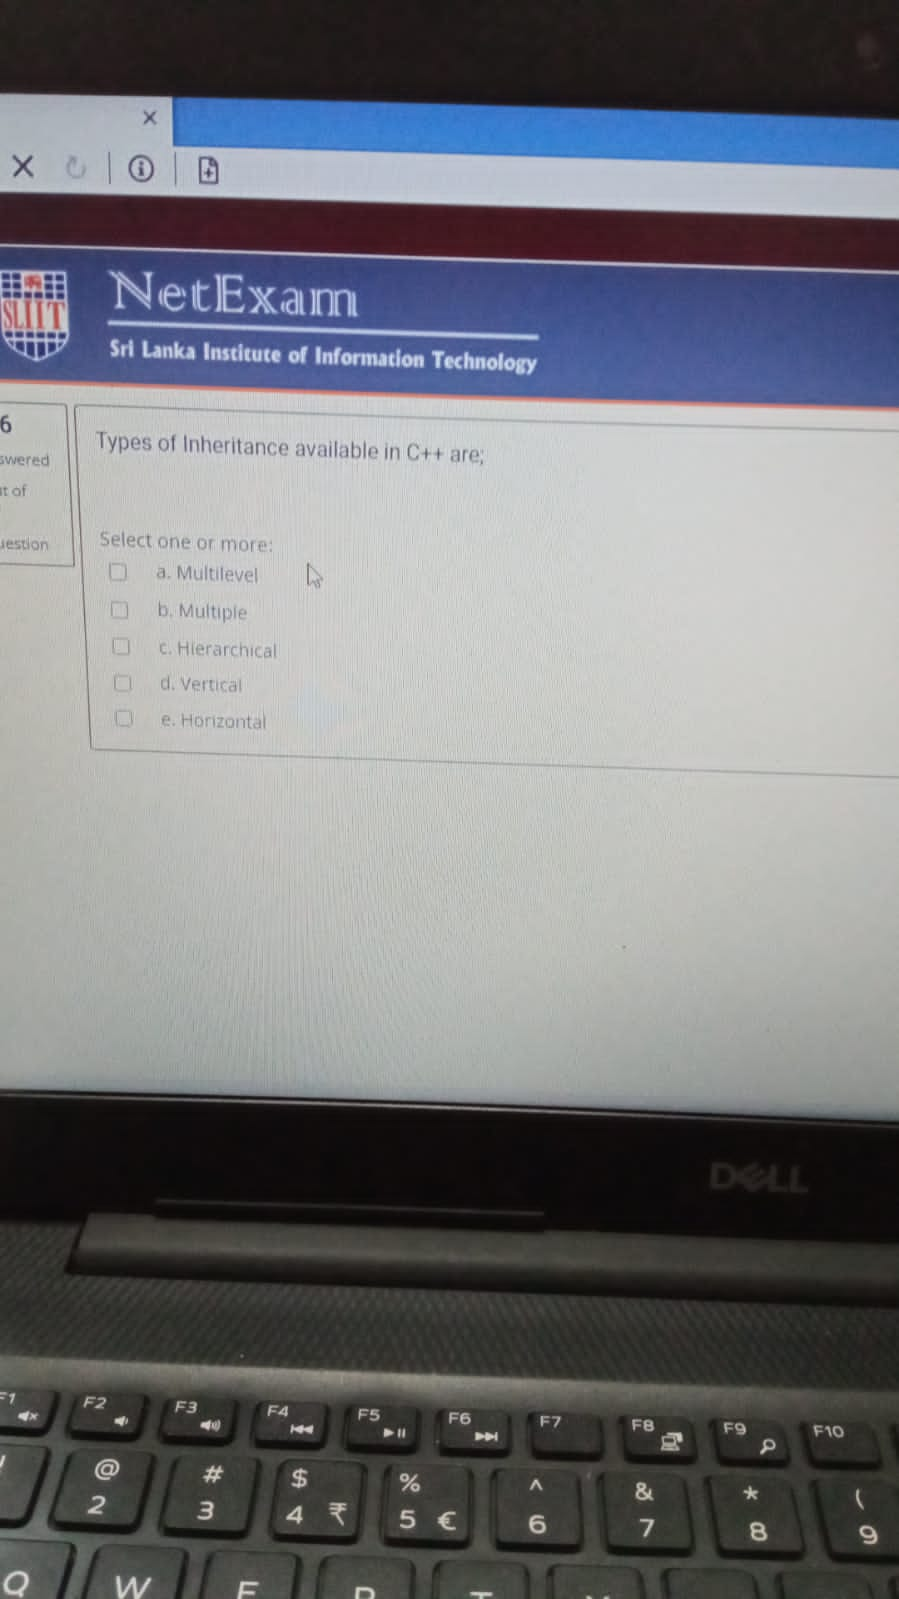 NetExam
SLIIT
Sri Lanka Institute of Information Technology
6
swered
Types of Inheritance available in C++ are;
t of
Select one or more:
uestion
a. Multilevel
b. Multiple
c. Hierarchical
d. Vertical
e. Horizontal
DELL
F1 F2 F3 F4 F5 F6 F7 F8 F9 F10
@ # $ % ^ & * (
2 3 4 ₹ 5 € 6 7 8 9
Q W